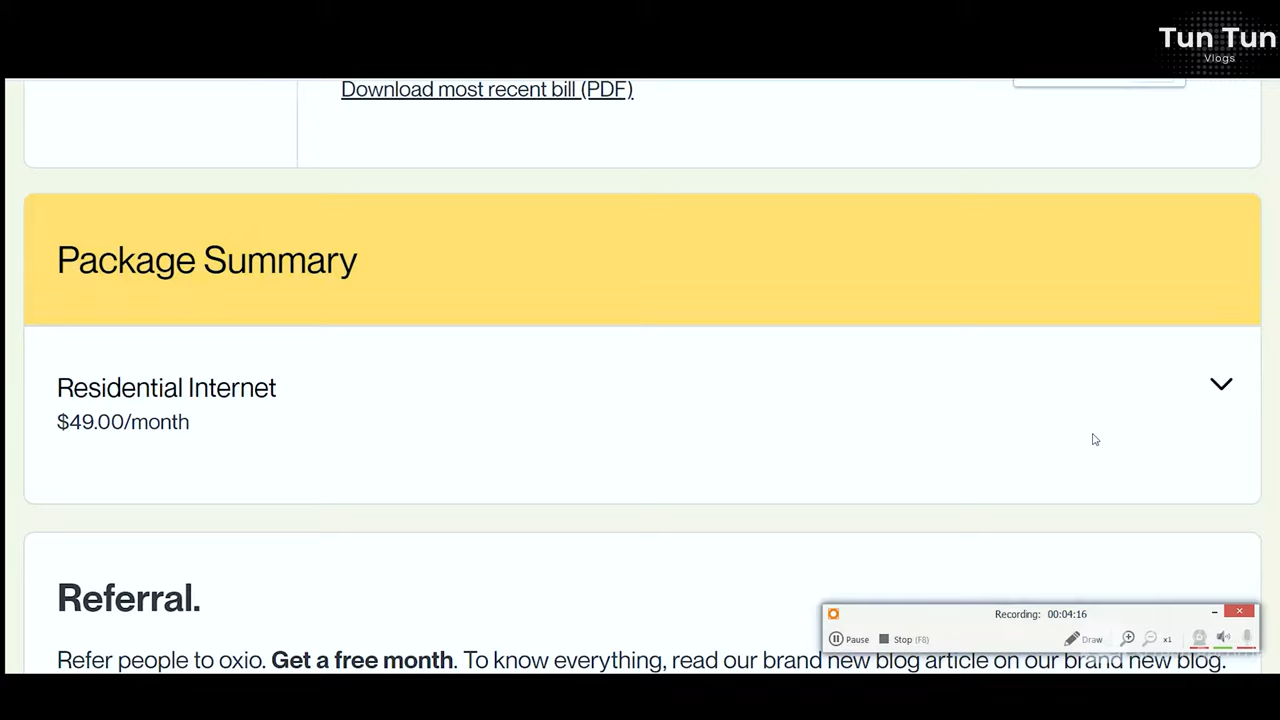 Tun Tun
Vlogs
Download most recent bill (PDF)
Package Summary
Residential Internet
$49.00/month
Referral.
Recording: 00:04:16
Pause Stop (F8) Draw x1
Refer people to oxio. Get a free month. To know everything, read our brand new blog article on our brand new blog.